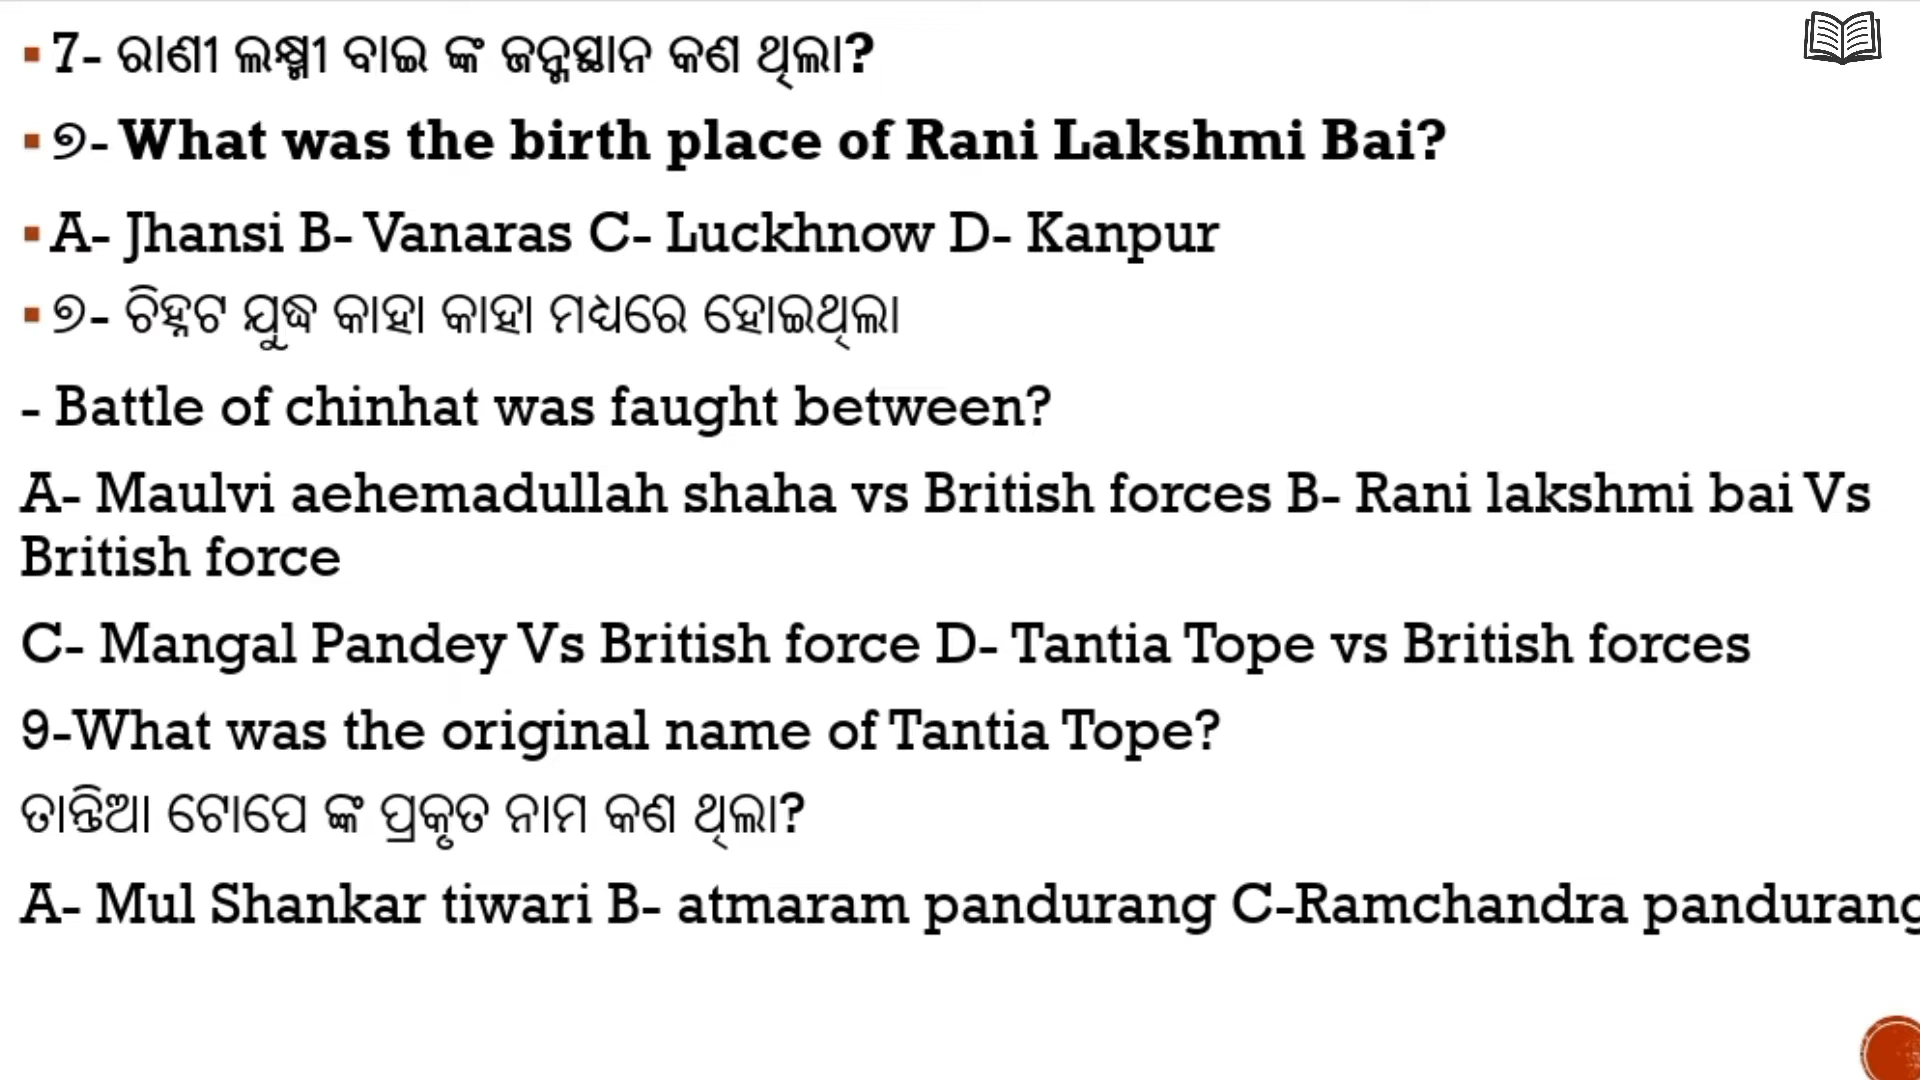 7- ରାଣୀ ଲକ୍ଷ୍ମୀ ବାଇ ଙ୍କ ଜନ୍ମସ୍ଥାନ କଣ ଥିଲା?
୭- What was the birth place of Rani Lakshmi Bai?
A- Jhansi B- Vanaras C- Luckhnow D- Kanpur
୭- ଚିହ୍ନଟ ଯୁଦ୍ଧ କାହା କାହା ମଧ୍ୟରେ ହୋଇଥିଲା
- Battle of chinhat was faught between?
A- Maulvi aehemadullah shaha vs British forces B- Rani lakshmi bai Vs
British force
C- Mangal Pandey Vs British force D- Tantia Tope vs British forces
9-What was the original name of Tantia Tope?
ତାନ୍ତିଆ ଟୋପେ ଙ୍କ ପ୍ରକୃତ ନାମ କଣ ଥିଲା?
A- Mul Shankar tiwari B- atmaram pandurang C-Ramchandra pandurang